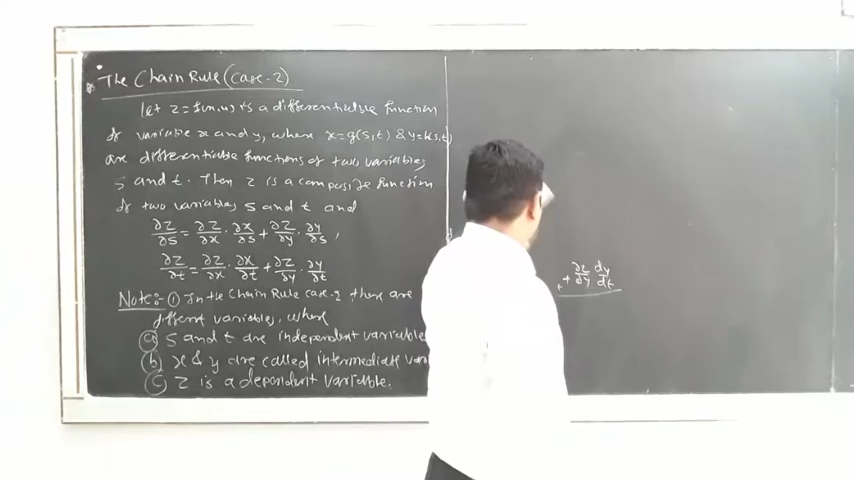 The Chain Rule (Case-2)
let z=f(x,y) is a differentiable function
of variable x and y, where x=g(s,t) & y=h(s,t)
are differentiable functions of two variables
s and t. Then z is a composite function
of two variables s and t and
∂z/∂s = ∂z/∂x · ∂x/∂s + ∂z/∂y · ∂y/∂s ,
∂z/∂t = ∂z/∂x · ∂x/∂t + ∂z/∂y · ∂y/∂t
Note:- ① In the Chain Rule case-2 there are
different variables, where
ⓐ s and t are independent variables
ⓑ x & y are called intermediate
ⓒ z is a dependent variable.
+ ∂z/∂y dy/dt